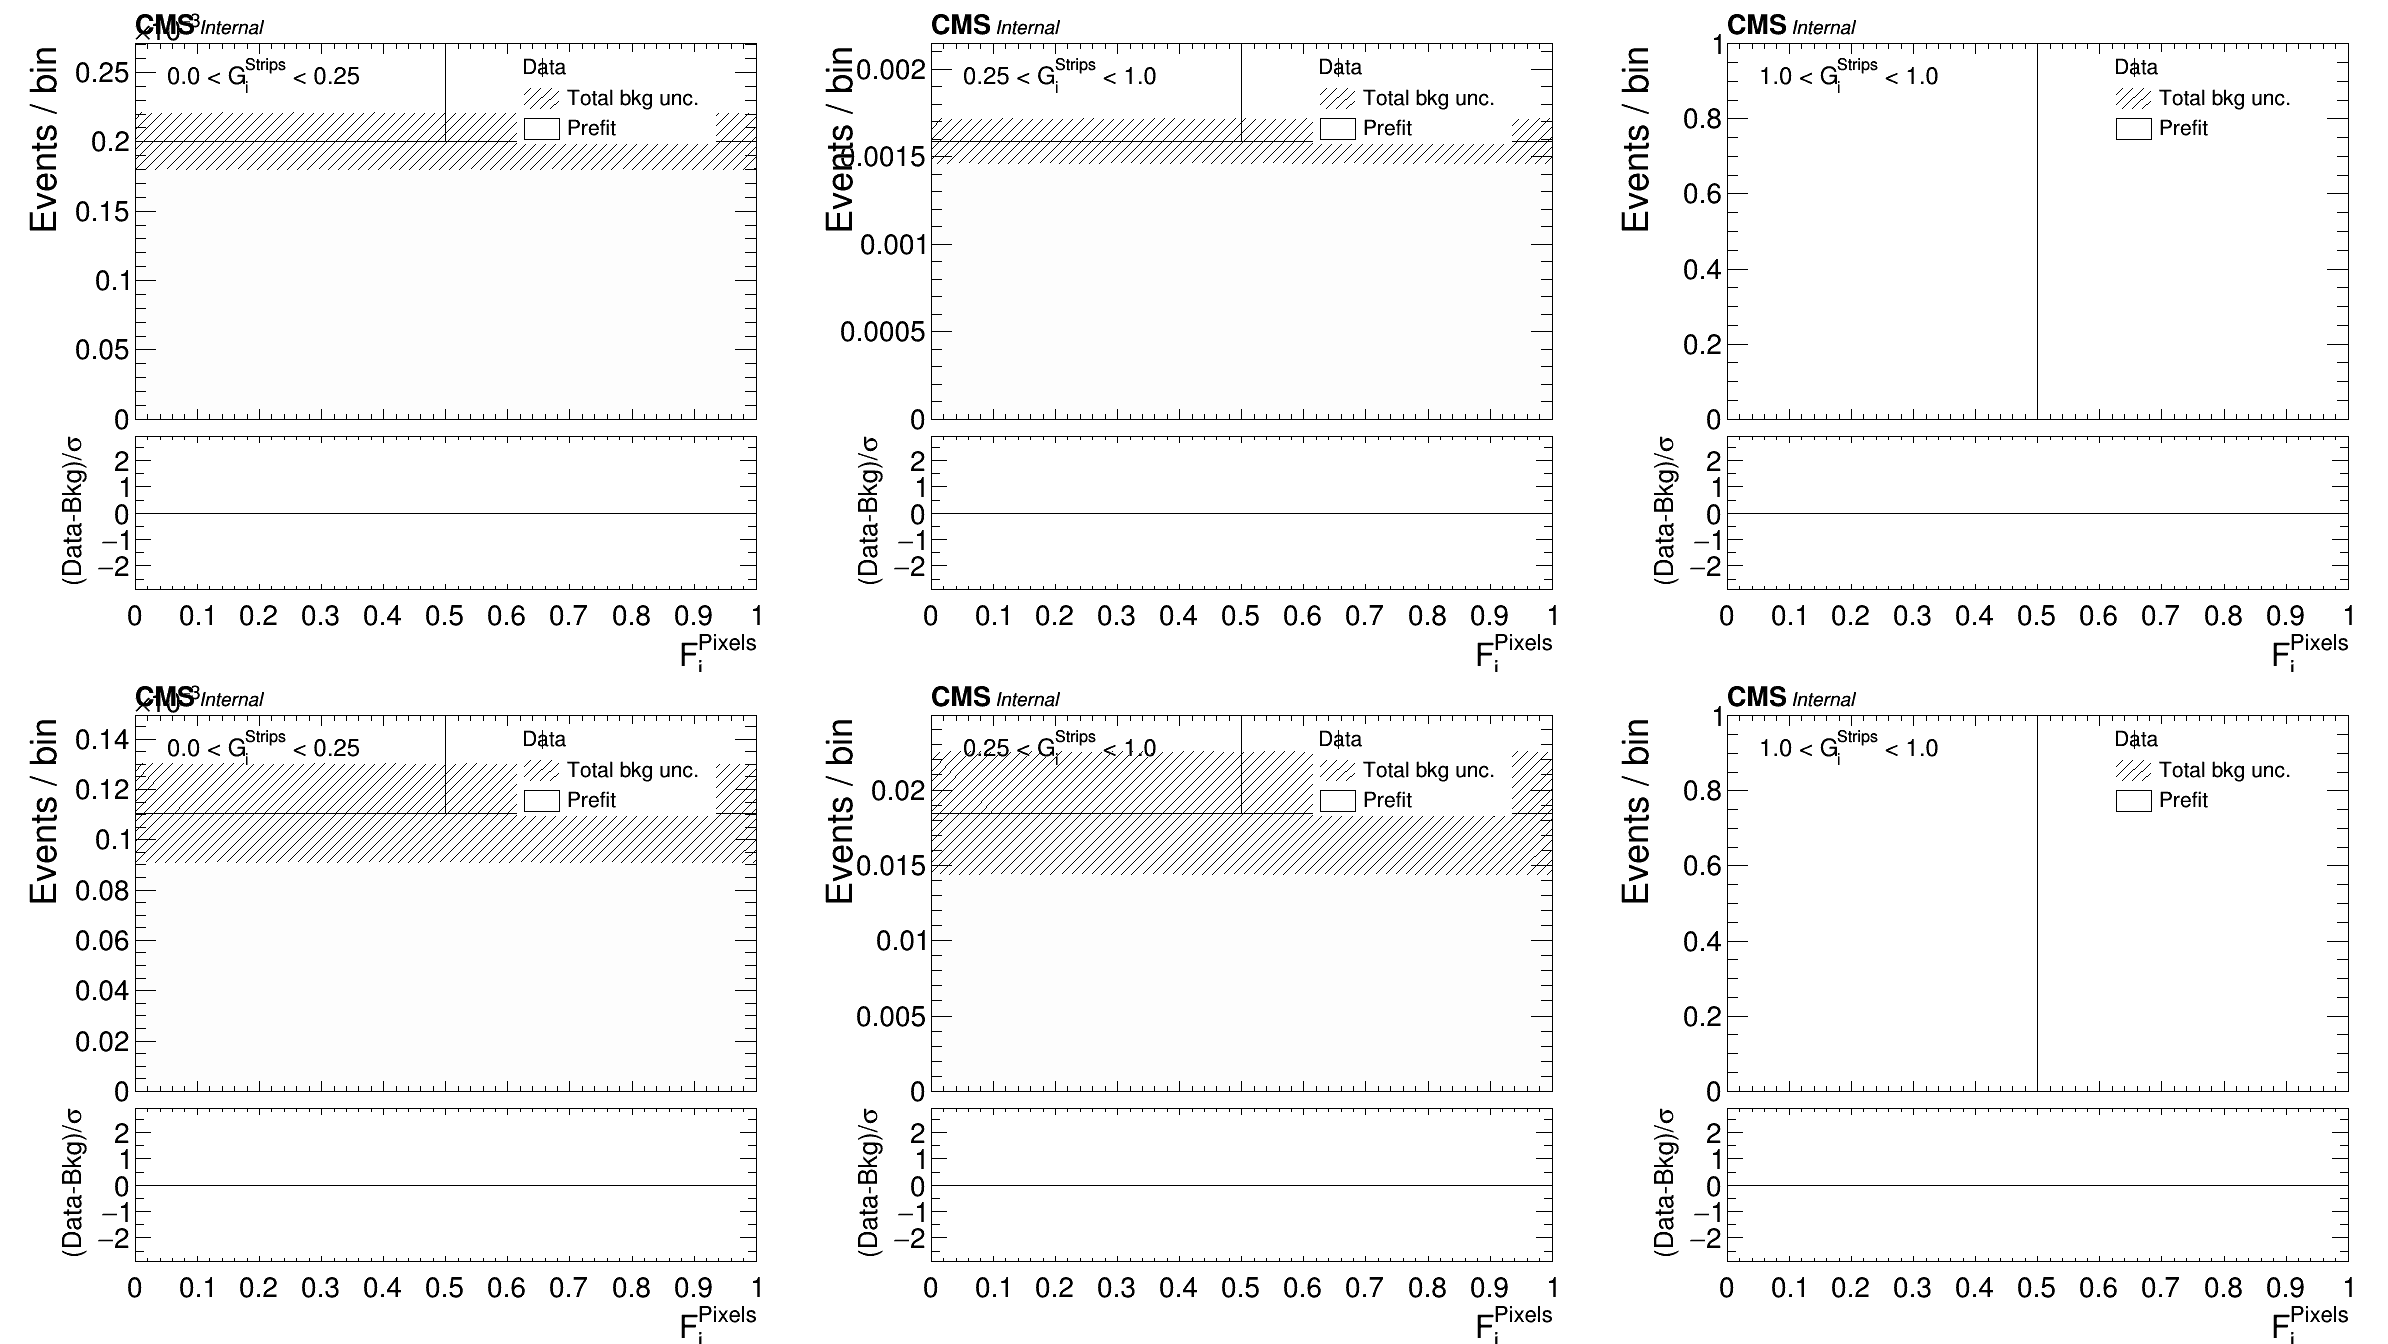 CMS Internal
×10⁻³
Events / bin
0.0 < G_i^Strips < 0.25
Data
Total bkg unc.
Prefit
0.25
0.2
0.15
0.1
0.05
0
(Data-Bkg)/σ
2
1
0
−1
−2
0 0.1 0.2 0.3 0.4 0.5 0.6 0.7 0.8 0.9 1
F_i^Pixels
CMS Internal
Events / bin
0.25 < G_i^Strips < 1.0
Data
Total bkg unc.
Prefit
0.002
0.0015
0.001
0.0005
0
(Data-Bkg)/σ
2
1
0
−1
−2
0 0.1 0.2 0.3 0.4 0.5 0.6 0.7 0.8 0.9 1
F_i^Pixels
CMS Internal
Events / bin
1.0 < G_i^Strips < 1.0
Data
Total bkg unc.
Prefit
1
0.8
0.6
0.4
0.2
0
(Data-Bkg)/σ
2
1
0
−1
−2
0 0.1 0.2 0.3 0.4 0.5 0.6 0.7 0.8 0.9 1
F_i^Pixels
CMS Internal
×10⁻³
Events / bin
0.0 < G_i^Strips < 0.25
Data
Total bkg unc.
Prefit
0.14
0.12
0.1
0.08
0.06
0.04
0.02
0
(Data-Bkg)/σ
2
1
0
−1
−2
0 0.1 0.2 0.3 0.4 0.5 0.6 0.7 0.8 0.9 1
F_i^Pixels
CMS Internal
Events / bin
0.25 < G_i^Strips < 1.0
Data
Total bkg unc.
Prefit
0.02
0.015
0.01
0.005
0
(Data-Bkg)/σ
2
1
0
−1
−2
0 0.1 0.2 0.3 0.4 0.5 0.6 0.7 0.8 0.9 1
F_i^Pixels
CMS Internal
Events / bin
1.0 < G_i^Strips < 1.0
Data
Total bkg unc.
Prefit
1
0.8
0.6
0.4
0.2
0
(Data-Bkg)/σ
2
1
0
−1
−2
0 0.1 0.2 0.3 0.4 0.5 0.6 0.7 0.8 0.9 1
F_i^Pixels